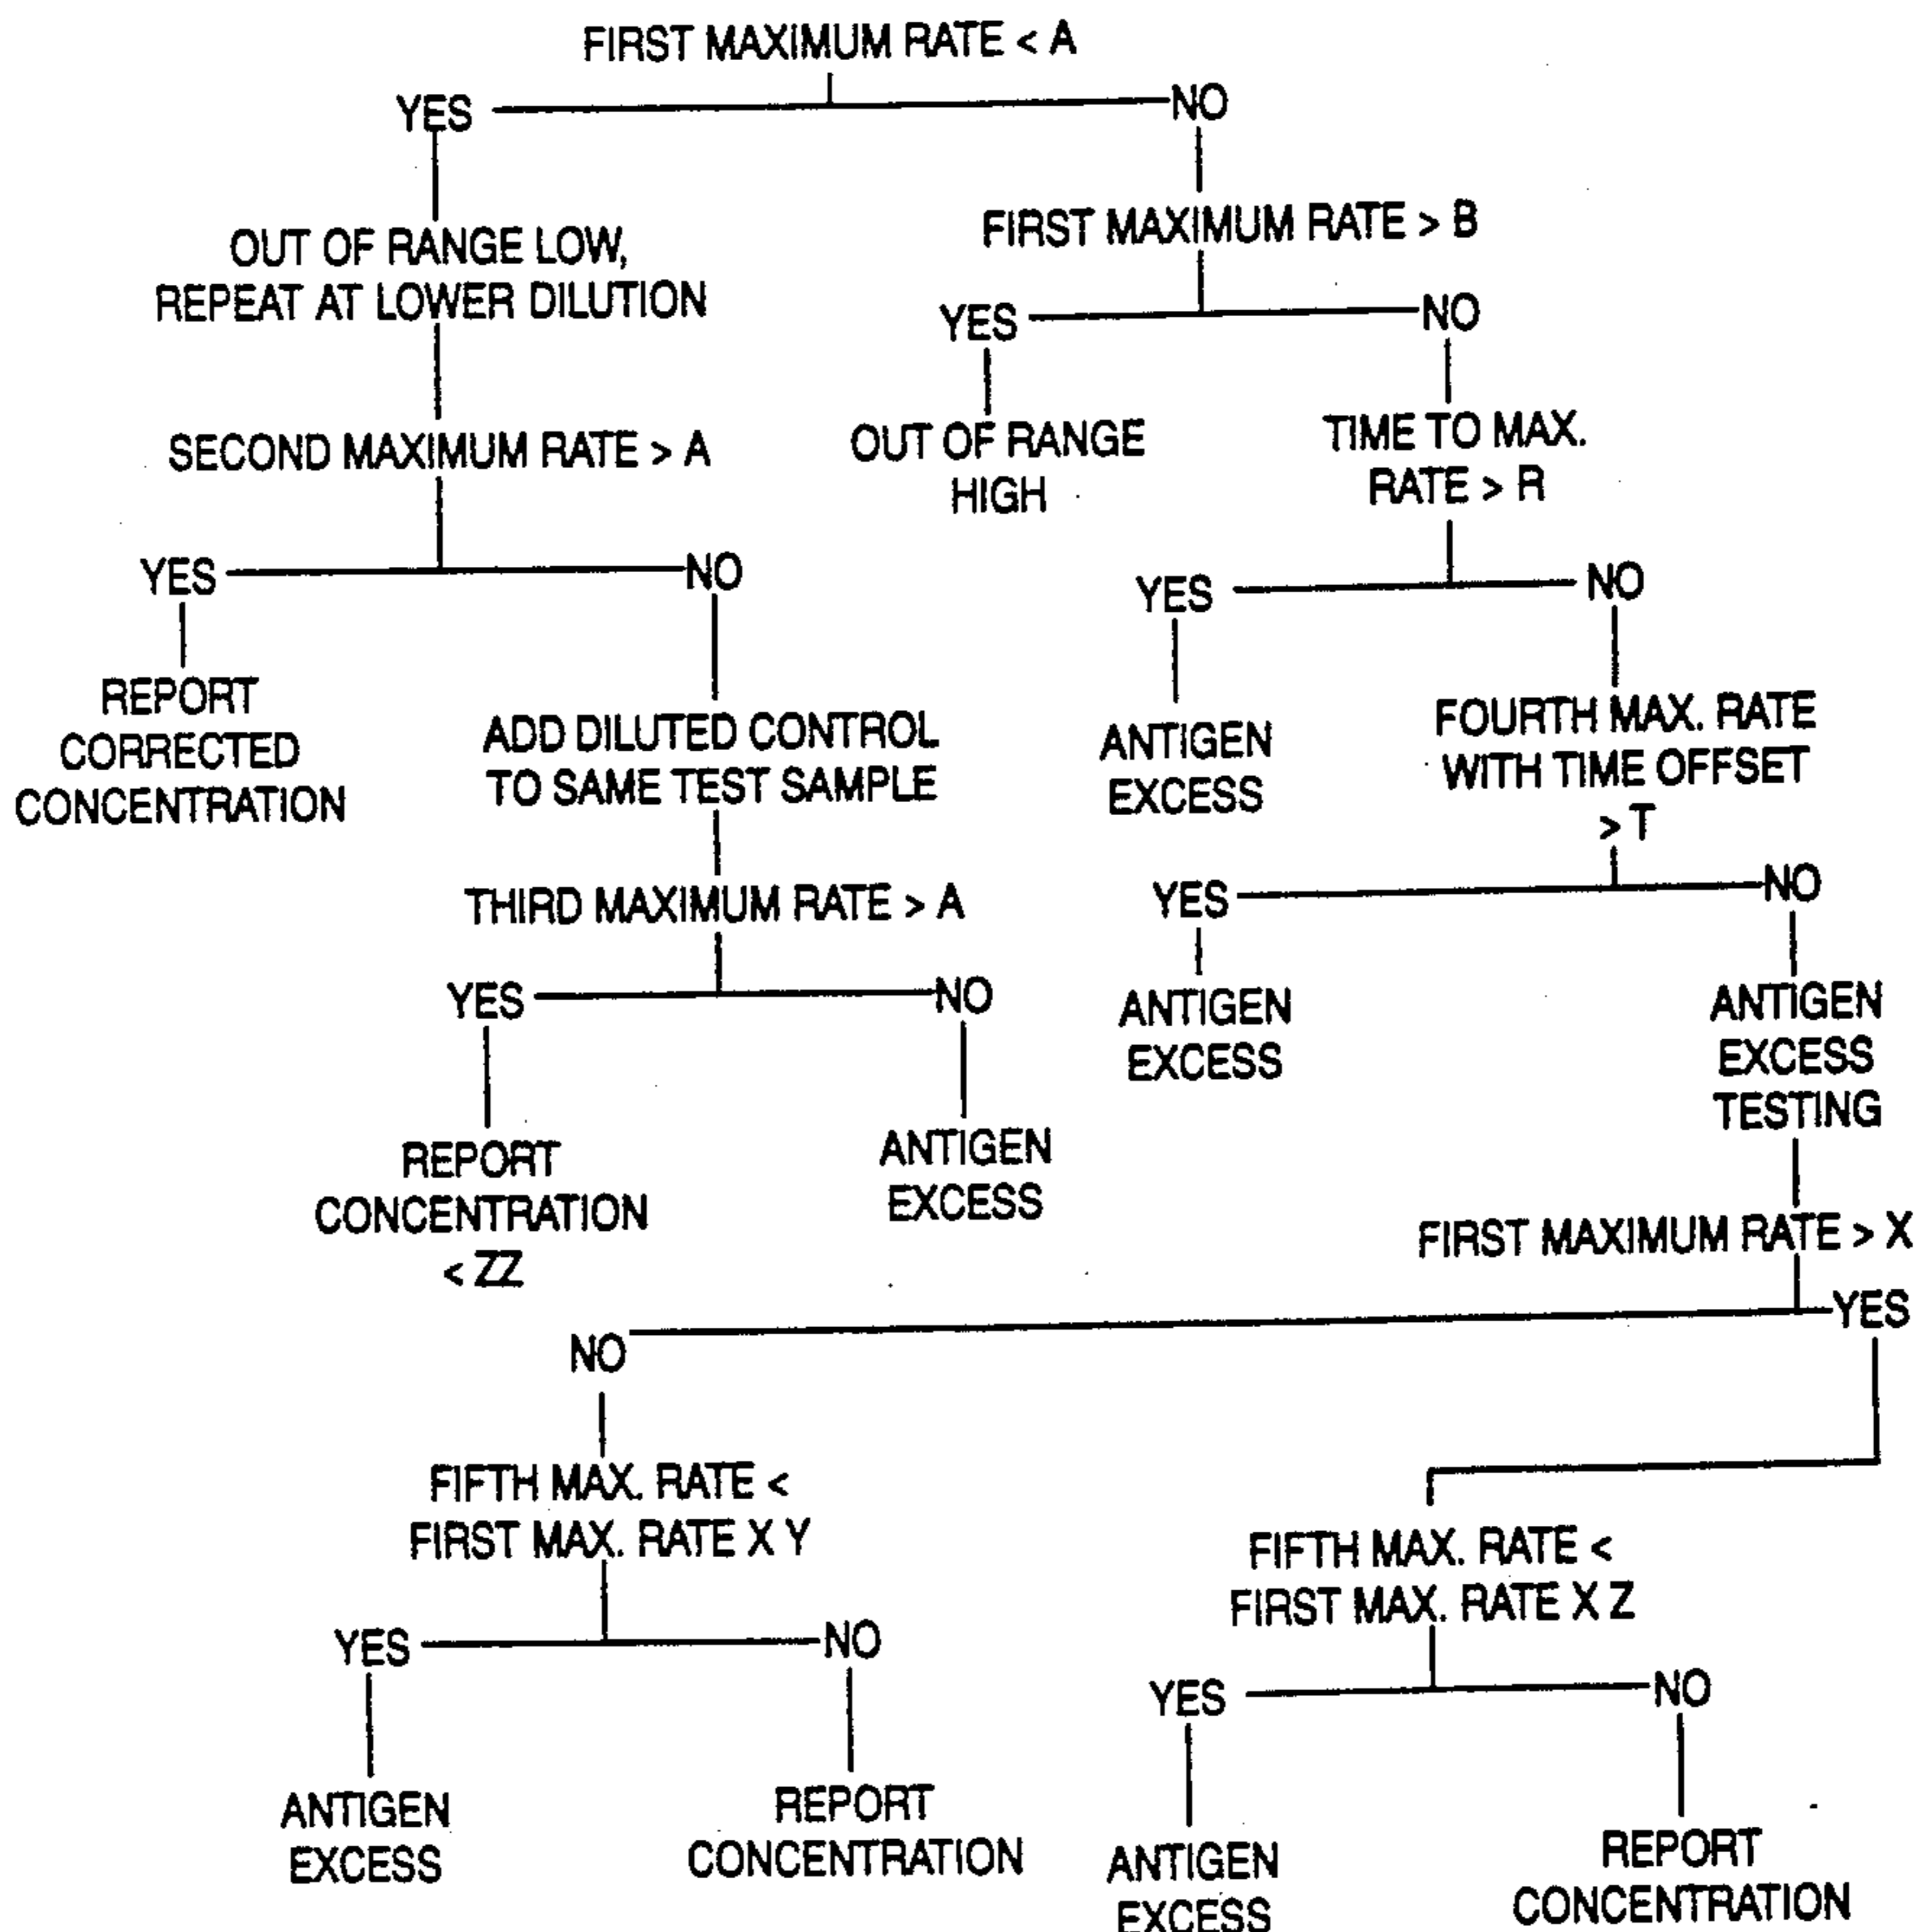 FIRST MAXIMUM RATE < A
YES
NO
OUT OF RANGE LOW,
REPEAT AT LOWER DILUTION
FIRST MAXIMUM RATE > B
YES
NO
SECOND MAXIMUM RATE > A
OUT OF RANGE
HIGH
TIME TO MAX.
RATE > R
YES
NO
YES
NO
REPORT
CORRECTED
CONCENTRATION
ADD DILUTED CONTROL
TO SAME TEST SAMPLE
ANTIGEN
EXCESS
FOURTH MAX. RATE
WITH TIME OFFSET
> T
THIRD MAXIMUM RATE > A
YES
NO
YES
NO
ANTIGEN
EXCESS
ANTIGEN
EXCESS
TESTING
REPORT
CONCENTRATION
< ZZ
ANTIGEN
EXCESS
FIRST MAXIMUM RATE > X
NO
YES
FIFTH MAX. RATE <
FIRST MAX. RATE X Y
FIFTH MAX. RATE <
FIRST MAX. RATE X Z
YES
NO
YES
NO
ANTIGEN
EXCESS
REPORT
CONCENTRATION
ANTIGEN
EXCESS
REPORT
CONCENTRATION